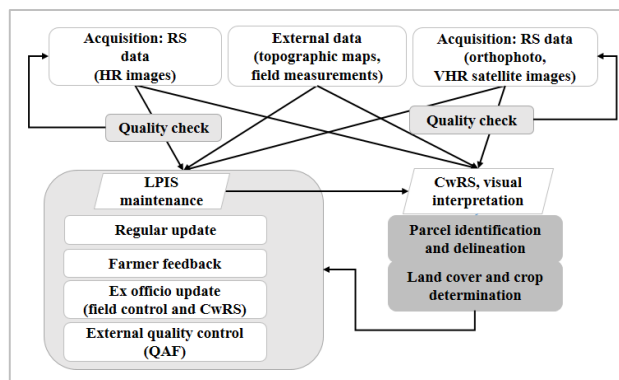 Acquisition: RS
data
(HR images)
External data
(topographic maps,
field measurements)
Acquisition: RS data
(orthophoto,
VHR satellite images)
Quality check
Quality check
LPIS
maintenance
CwRS, visual
interpretation
Regular update
Farmer feedback
Ex officio update
(field control and CwRS)
External quality control
(QAF)
Parcel identification
and delineation
Land cover and crop
determination